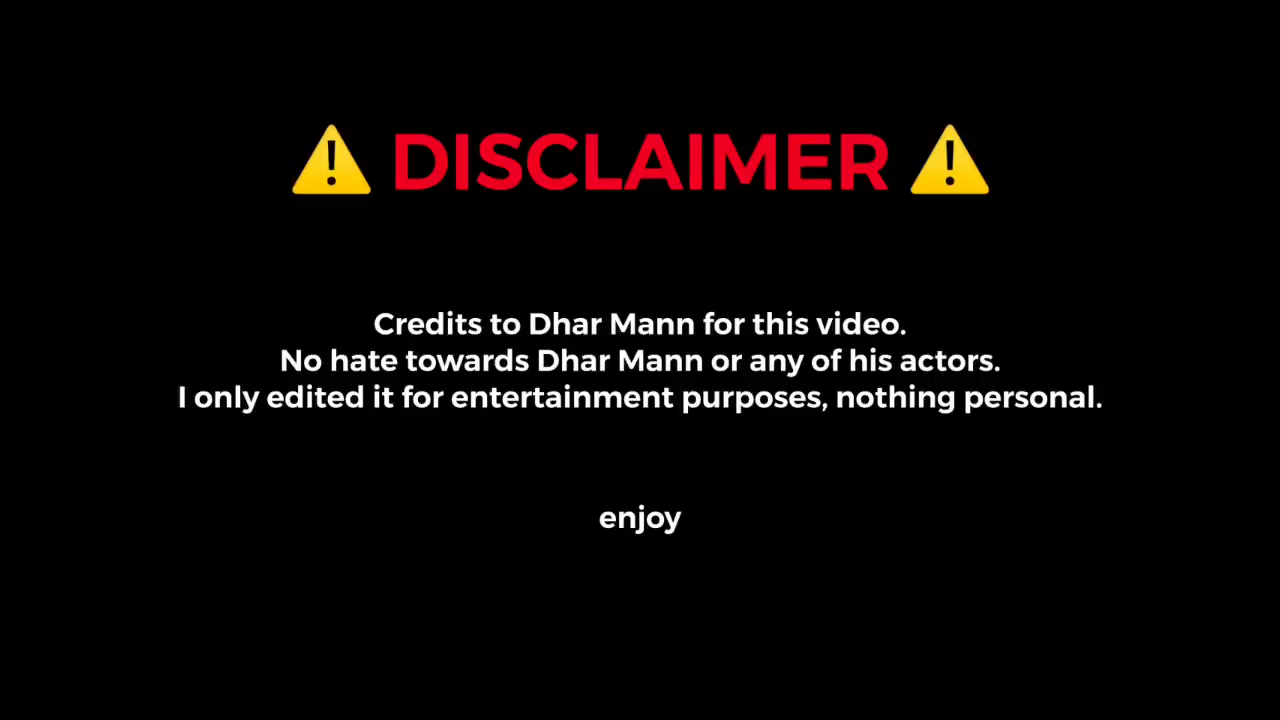 ⚠️ DISCLAIMER ⚠️
Credits to Dhar Mann for this video.
No hate towards Dhar Mann or any of his actors.
I only edited it for entertainment purposes, nothing personal.
enjoy